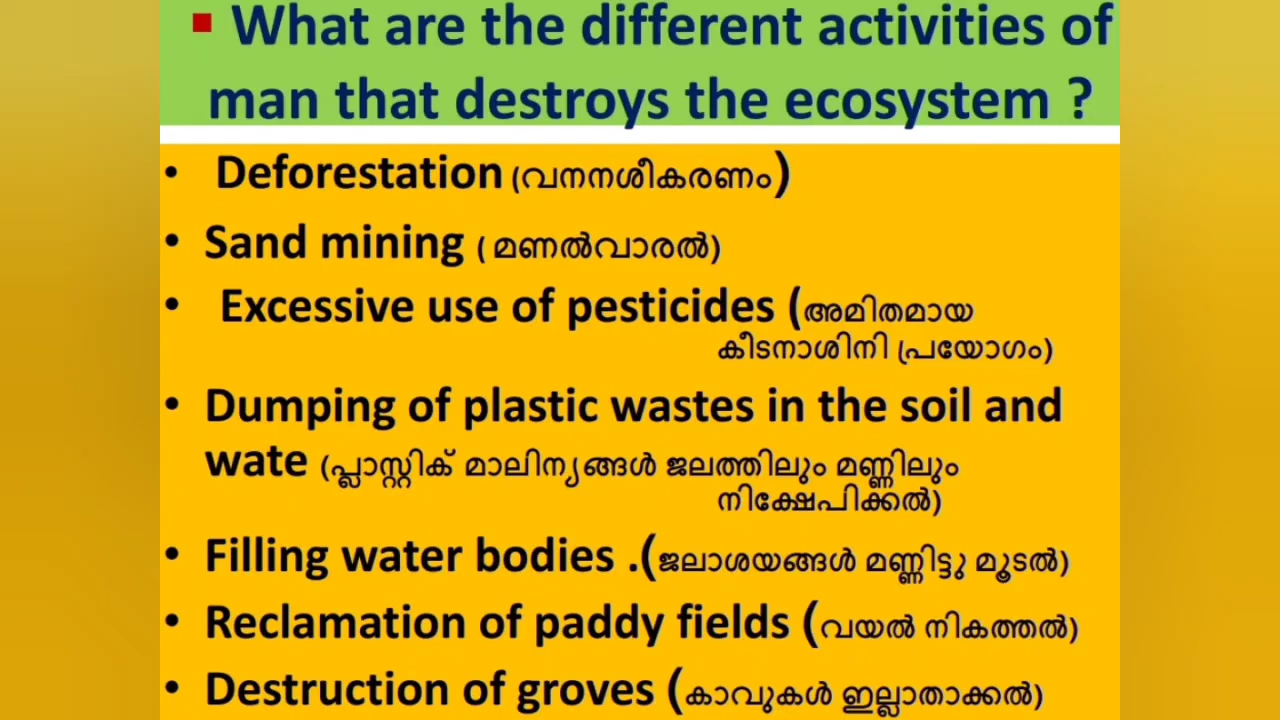 ▪ What are the different activities of
man that destroys the ecosystem ?
• Deforestation (വനനശീകരണം)
• Sand mining ( മണൽവാരൽ)
• Excessive use of pesticides (അമിതമായ
കീടനാശിനി പ്രയോഗം)
• Dumping of plastic wastes in the soil and
wate (പ്ലാസ്റ്റിക് മാലിന്യങ്ങൾ ജലത്തിലും മണ്ണിലും
നിക്ഷേപിക്കൽ)
• Filling water bodies .(ജലാശയങ്ങൾ മണ്ണിട്ടു മൂടൽ)
• Reclamation of paddy fields (വയൽ നികത്തൽ)
• Destruction of groves (കാവുകൾ ഇല്ലാതാക്കൽ)